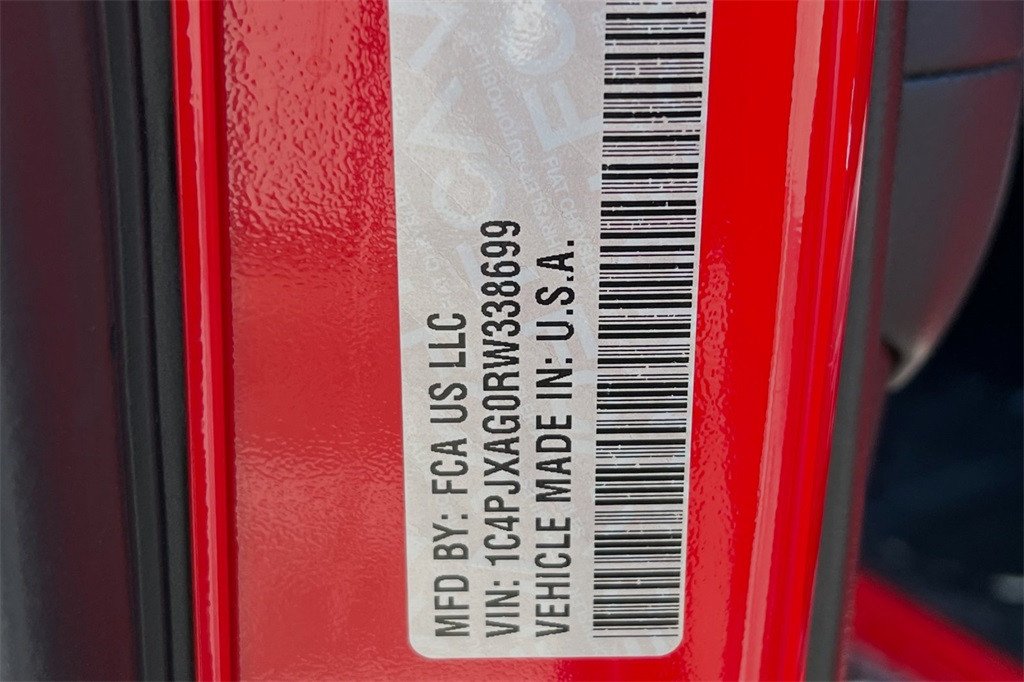 MFD BY: FCA US LLC
VIN: 1C4PJXAG0RW338699
VEHICLE MADE IN: U.S.A.